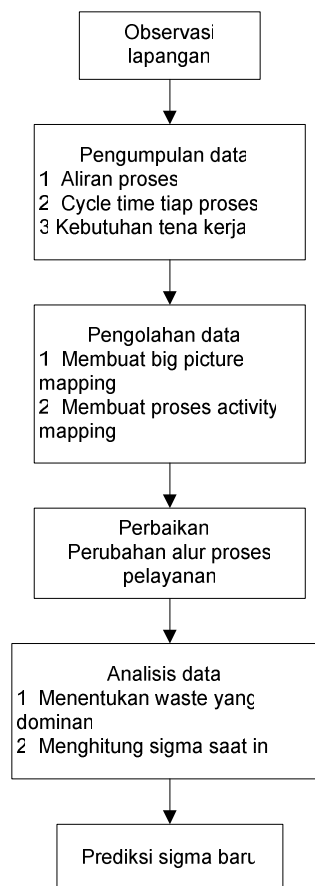 Observasi
lapangan
Pengumpulan data
1 Aliran proses
2 Cycle time tiap proses
3 Kebutuhan tena kerja
Pengolahan data
1 Membuat big picture
mapping
2 Membuat proses activity
mapping
Perbaikan
Perubahan alur proses
pelayanan
Analisis data
1 Menentukan waste yang
dominan
2 Menghitung sigma saat in
Prediksi sigma baru